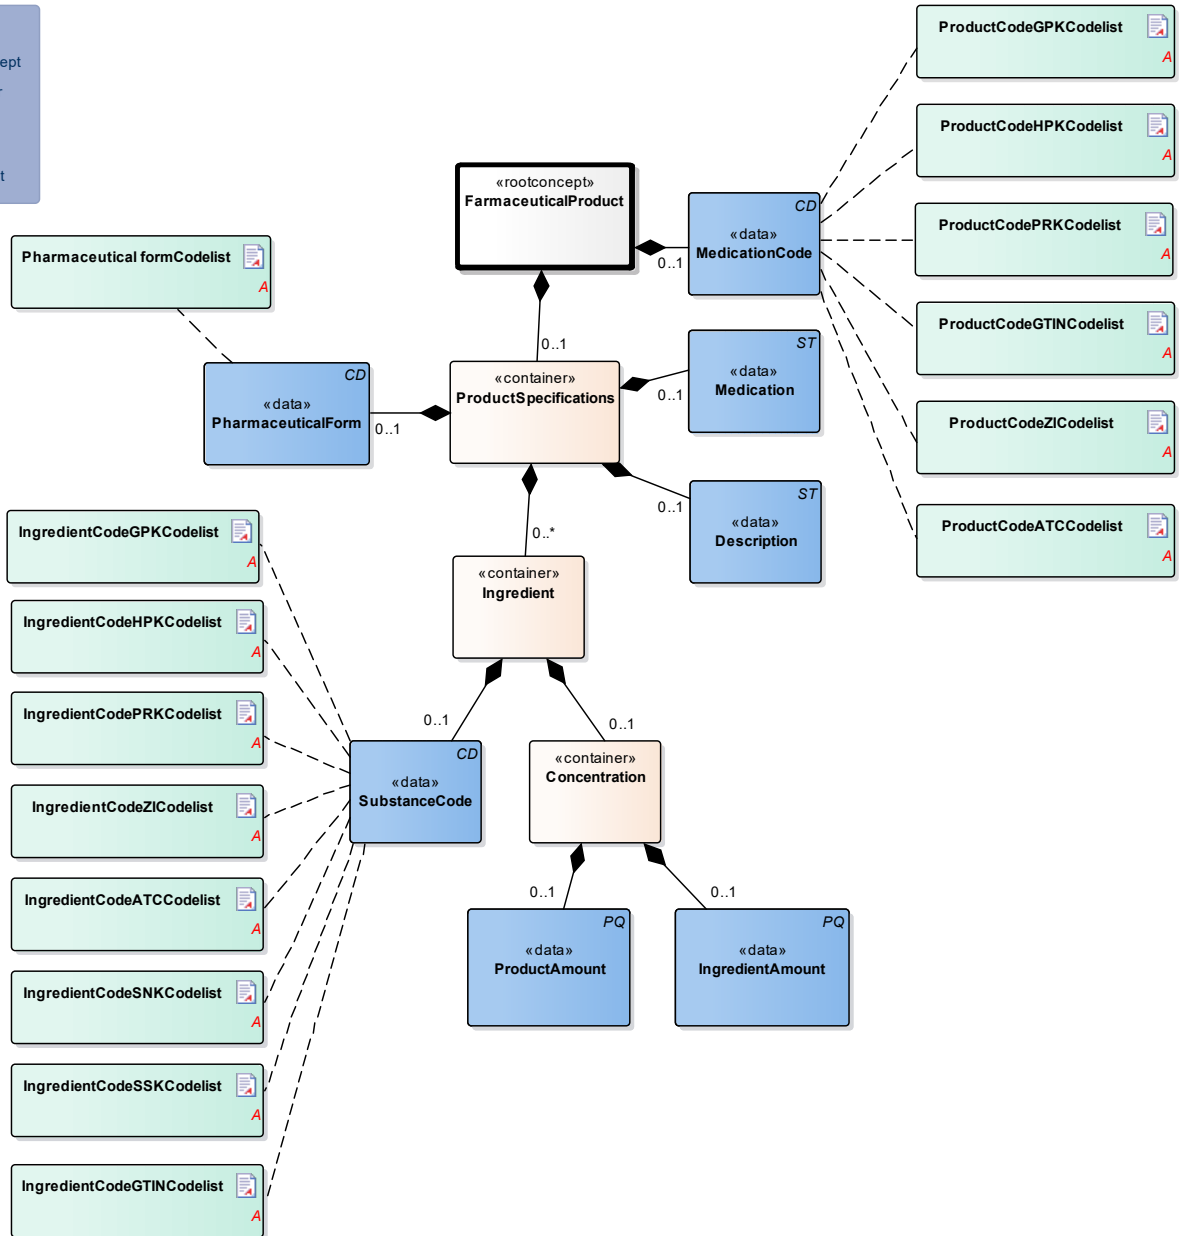 ept
r
t
ProductCodeGPKCodelist
A
ProductCodeHPKCodelist
A
«rootconcept»
FarmaceuticalProduct
CD
«data»
MedicationCode
0..1
ProductCodePRKCodelist
A
Pharmaceutical formCodelist
A
ProductCodeGTINCodelist
A
0..1
CD
«data»
PharmaceuticalForm
0..1
«container»
ProductSpecifications
ST
«data»
Medication
0..1
ProductCodeZICodelist
A
ST
«data»
Description
0..1
ProductCodeATCCodelist
A
IngredientCodeGPKCodelist
A
0..*
«container»
Ingredient
IngredientCodeHPKCodelist
A
IngredientCodePRKCodelist
A
0..1
0..1
CD
«data»
SubstanceCode
«container»
Concentration
IngredientCodeZICodelist
A
IngredientCodeATCCodelist
A
0..1
0..1
PQ
«data»
ProductAmount
PQ
«data»
IngredientAmount
IngredientCodeSNKCodelist
A
IngredientCodeSSKCodelist
A
IngredientCodeGTINCodelist
A